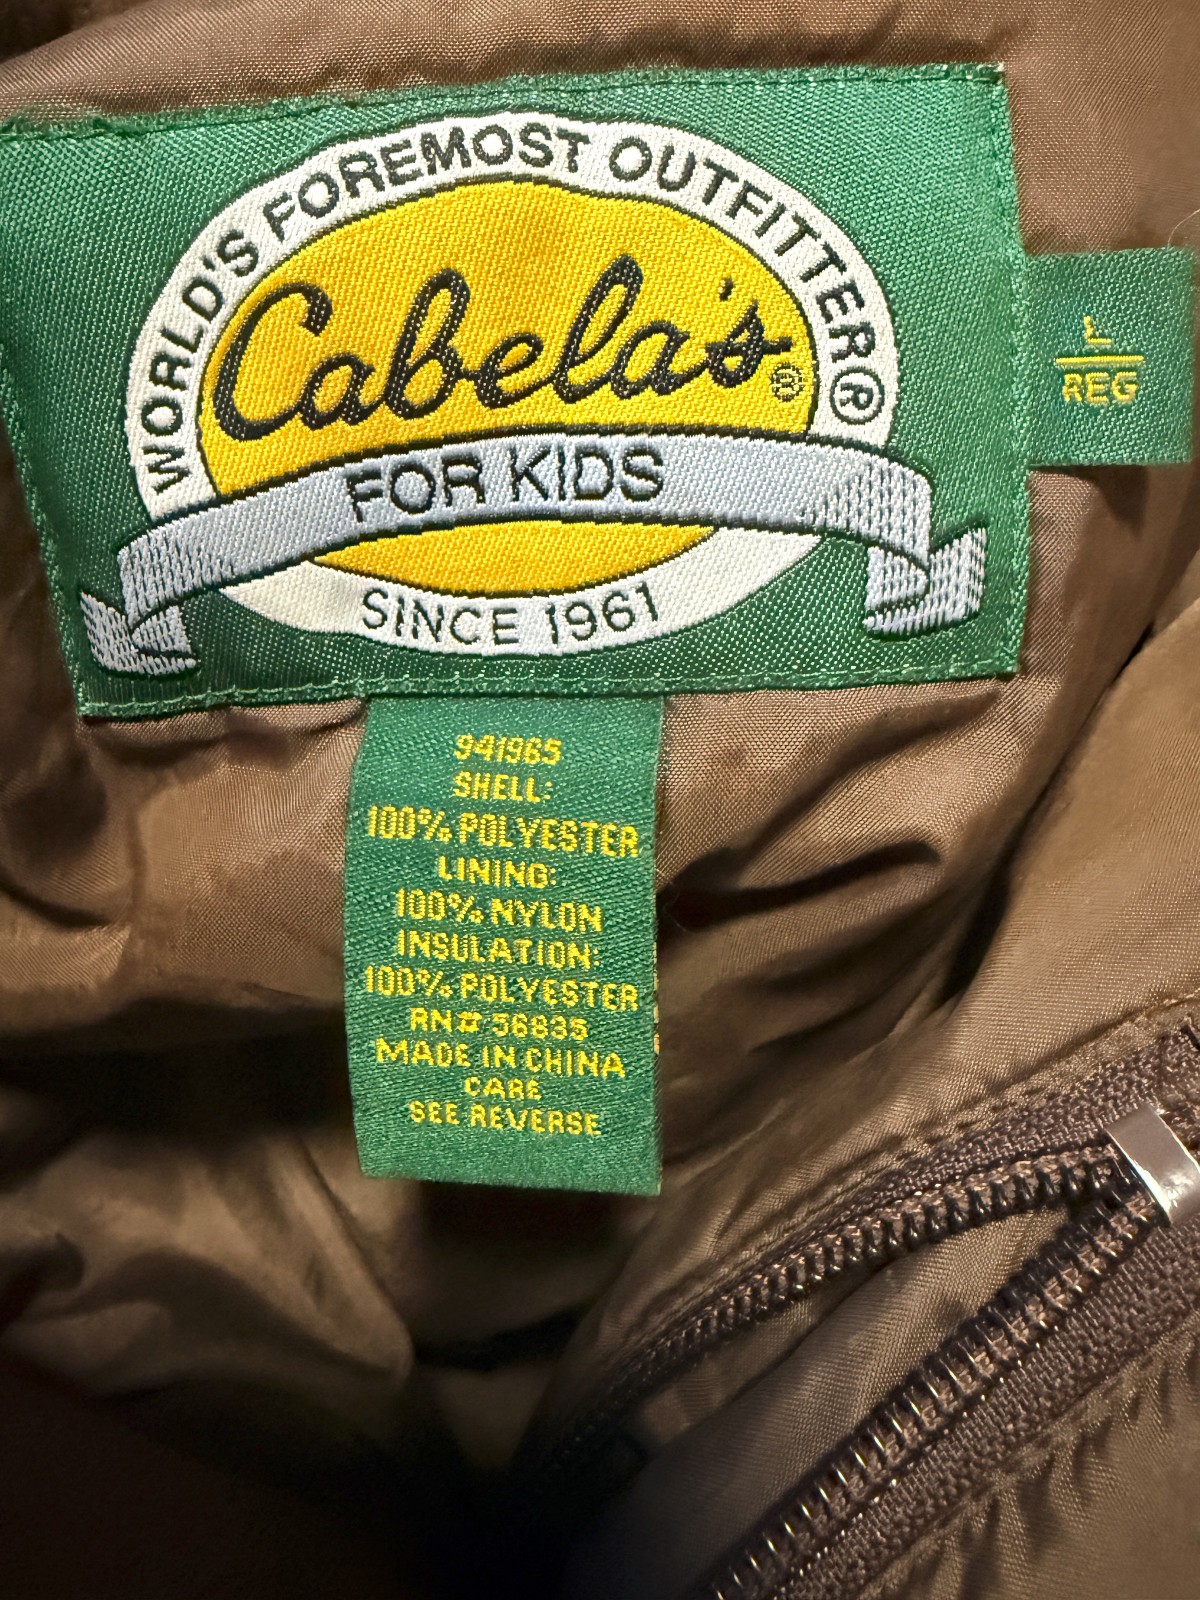 WORLD'S FOREMOST OUTFITTER®
Cabela's®
FOR KIDS
SINCE 1961
L
REG
941965
SHELL:
100% POLYESTER
LINING:
100% NYLON
INSULATION:
100% POLYESTER
RN# 56835
MADE IN CHINA
CARE
SEE REVERSE